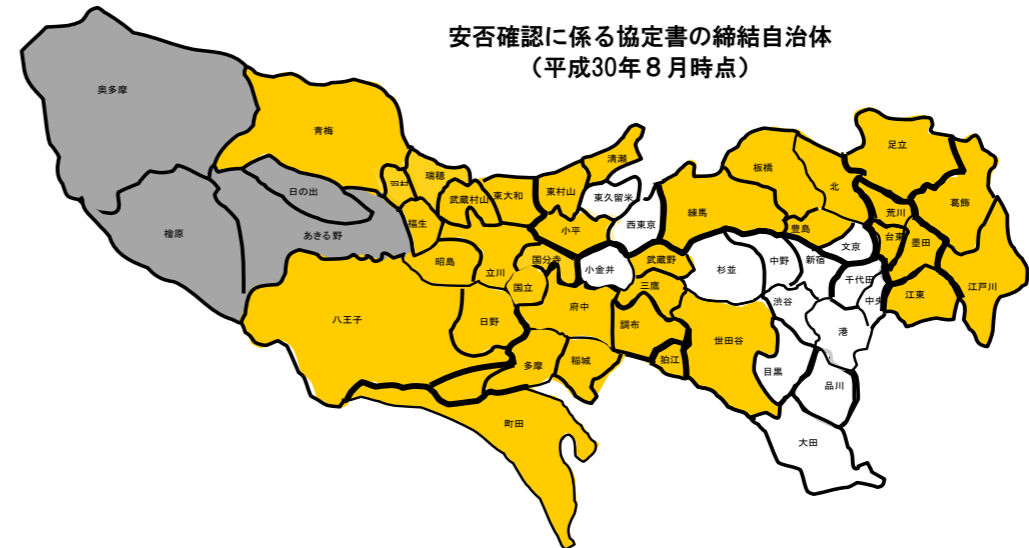 安否確認に係る協定書の締結自治体
（平成30年８月時点）
奥多摩
青梅
日の出
檜原
あきる野
羽村
瑞穂
福生
武蔵村山
東大和
東村山
清瀬
東久留米
西東京
小平
昭島
立川
国分寺
国立
小金井
武蔵野
三鷹
八王子
日野
府中
調布
狛江
多摩
稲城
町田
練馬
板橋
北
足立
葛飾
荒川
豊島
文京
台東
墨田
江戸川
杉並
中野
新宿
千代田
中央
江東
渋谷
港
世田谷
目黒
品川
大田